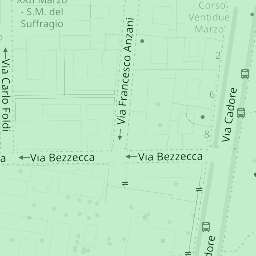 XXII Marzo
- S.M. del
Suffragio
Corso
Ventidue
Marzo
2
6
8
Via Carlo Foldi
Via Francesco Anzani
Via Cadore
a
Via Bezzecca
Via Bezzecca
dore